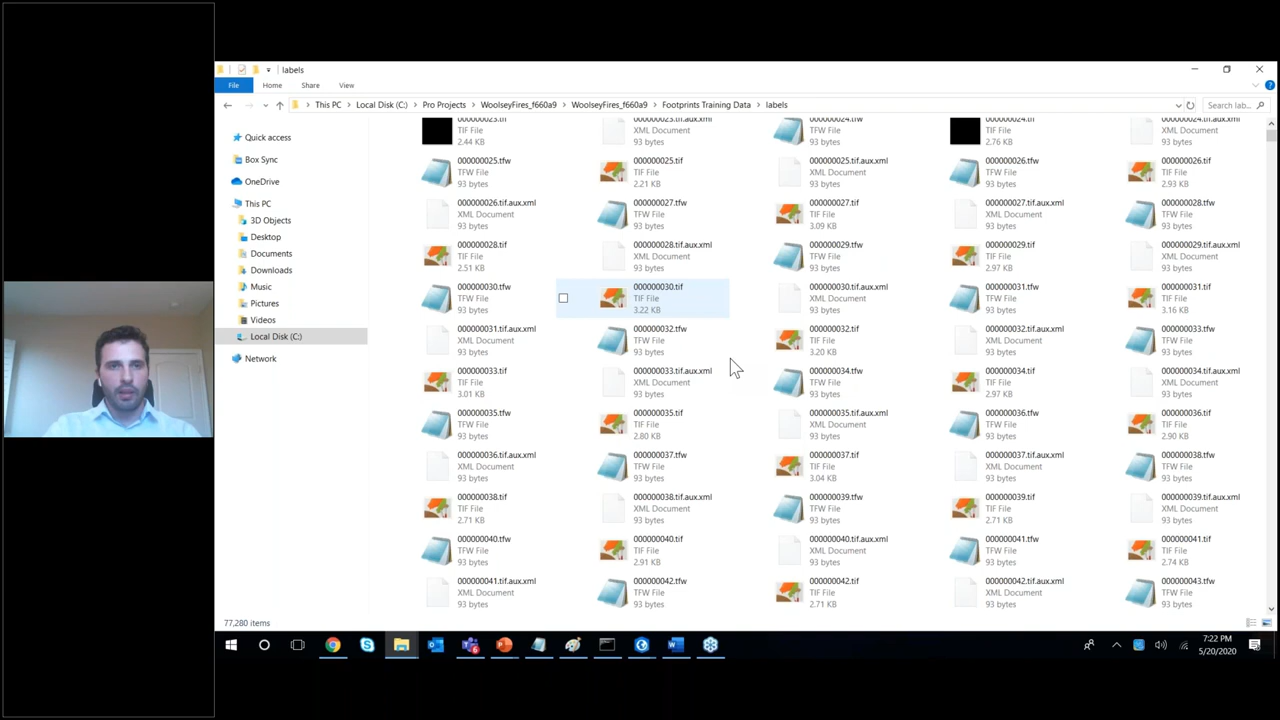 labels
File Home Share View
This PC Local Disk (C:) Pro Projects WoolseyFires_f660a9 WoolseyFires_f660a9 Footprints Training Data labels Search lab...
Quick access
Box Sync
OneDrive
This PC
3D Objects
Desktop
Documents
Downloads
Music
Pictures
Videos
Local Disk (C:)
Network
000000023.tif 000000023.tif.aux.xml 000000024.tfw 000000024.tif 000000024.tif.aux.xml
TIF File XML Document TFW File TIF File XML Document
2.44 KB 93 bytes 93 bytes 2.76 KB 93 bytes
000000025.tfw 000000025.tif 000000025.tif.aux.xml 000000026.tfw 000000026.tif
TFW File TIF File XML Document TFW File TIF File
93 bytes 2.21 KB 93 bytes 93 bytes 2.93 KB
000000026.tif.aux.xml 000000027.tfw 000000027.tif 000000027.tif.aux.xml 000000028.tfw
XML Document TFW File TIF File XML Document TFW File
93 bytes 93 bytes 3.09 KB 93 bytes 93 bytes
000000028.tif 000000028.tif.aux.xml 000000029.tfw 000000029.tif 000000029.tif.aux.xml
TIF File XML Document TFW File TIF File XML Document
2.51 KB 93 bytes 93 bytes 2.97 KB 93 bytes
000000030.tfw 000000030.tif 000000030.tif.aux.xml 000000031.tfw 000000031.tif
TFW File TIF File XML Document TFW File TIF File
93 bytes 3.22 KB 93 bytes 93 bytes 3.16 KB
000000031.tif.aux.xml 000000032.tfw 000000032.tif 000000032.tif.aux.xml 000000033.tfw
XML Document TFW File TIF File XML Document TFW File
93 bytes 93 bytes 3.20 KB 93 bytes 93 bytes
000000033.tif 000000033.tif.aux.xml 000000034.tfw 000000034.tif 000000034.tif.aux.xml
TIF File XML Document TFW File TIF File XML Document
3.01 KB 93 bytes 93 bytes 2.97 KB 93 bytes
000000035.tfw 000000035.tif 000000035.tif.aux.xml 000000036.tfw 000000036.tif
TFW File TIF File XML Document TFW File TIF File
93 bytes 2.80 KB 93 bytes 93 bytes 2.90 KB
000000036.tif.aux.xml 000000037.tfw 000000037.tif 000000037.tif.aux.xml 000000038.tfw
XML Document TFW File TIF File XML Document TFW File
93 bytes 93 bytes 3.04 KB 93 bytes 93 bytes
000000038.tif 000000038.tif.aux.xml 000000039.tfw 000000039.tif 000000039.tif.aux.xml
TIF File XML Document TFW File TIF File XML Document
2.71 KB 93 bytes 93 bytes 2.71 KB 93 bytes
000000040.tfw 000000040.tif 000000040.tif.aux.xml 000000041.tfw 000000041.tif
TFW File TIF File XML Document TFW File TIF File
93 bytes 2.91 KB 93 bytes 93 bytes 2.74 KB
000000041.tif.aux.xml 000000042.tfw 000000042.tif 000000042.tif.aux.xml 000000043.tfw
XML Document TFW File TIF File XML Document TFW File
93 bytes 93 bytes 2.71 KB 93 bytes 93 bytes
77,280 items
7:22 PM
5/20/2020